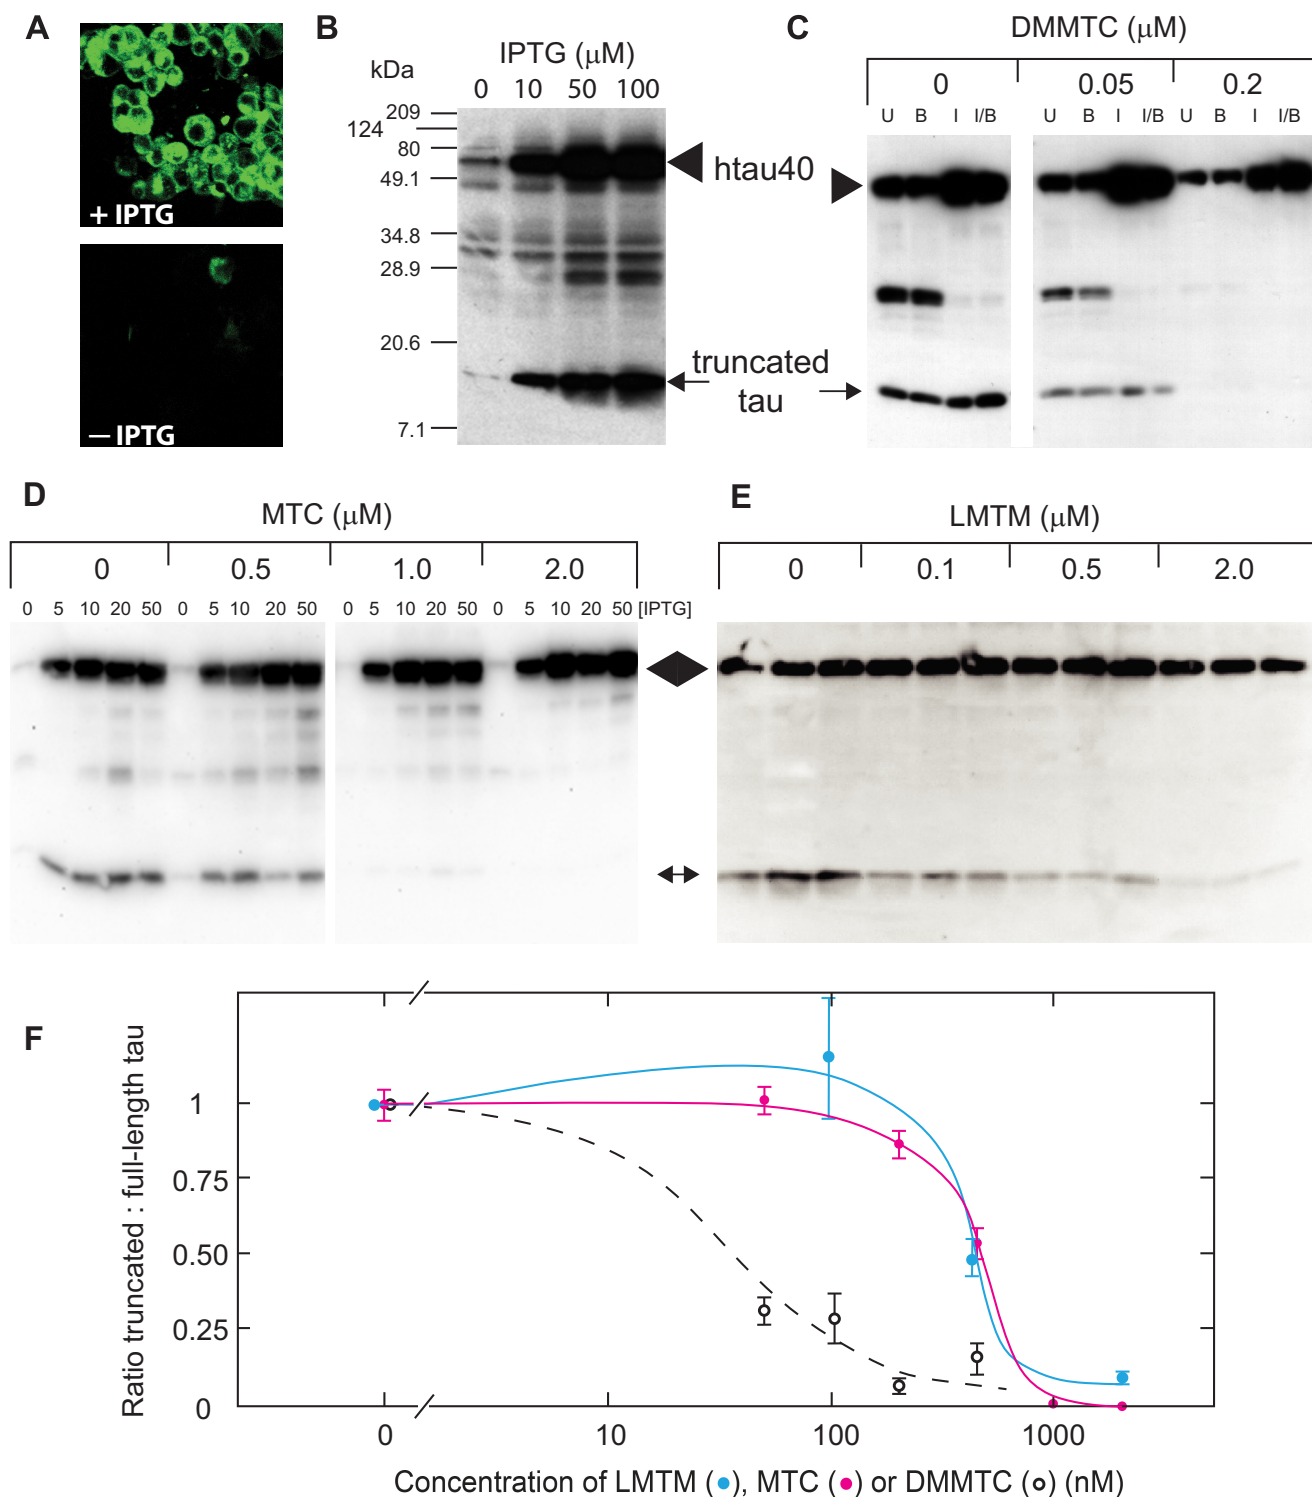 A
+ IPTG
— IPTG
B
IPTG (μM)
kDa
0 10 50 100
209
124
80
49.1
34.8
28.9
20.6
7.1
htau40
truncated
tau
C
DMMTC (μM)
0 0.05 0.2
U B I I/B U B I I/B U B I I/B
D
MTC (μM)
0 0.5 1.0 2.0
0 5 10 20 50 0 5 10 20 50 0 5 10 20 50 0 5 10 20 50 [IPTG]
E
LMTM (μM)
0 0.1 0.5 2.0
F
Ratio truncated : full-length tau
1
0.75
0.50
0.25
0
0 10 100 1000
Concentration of LMTM (●), MTC (●) or DMMTC (○) (nM)